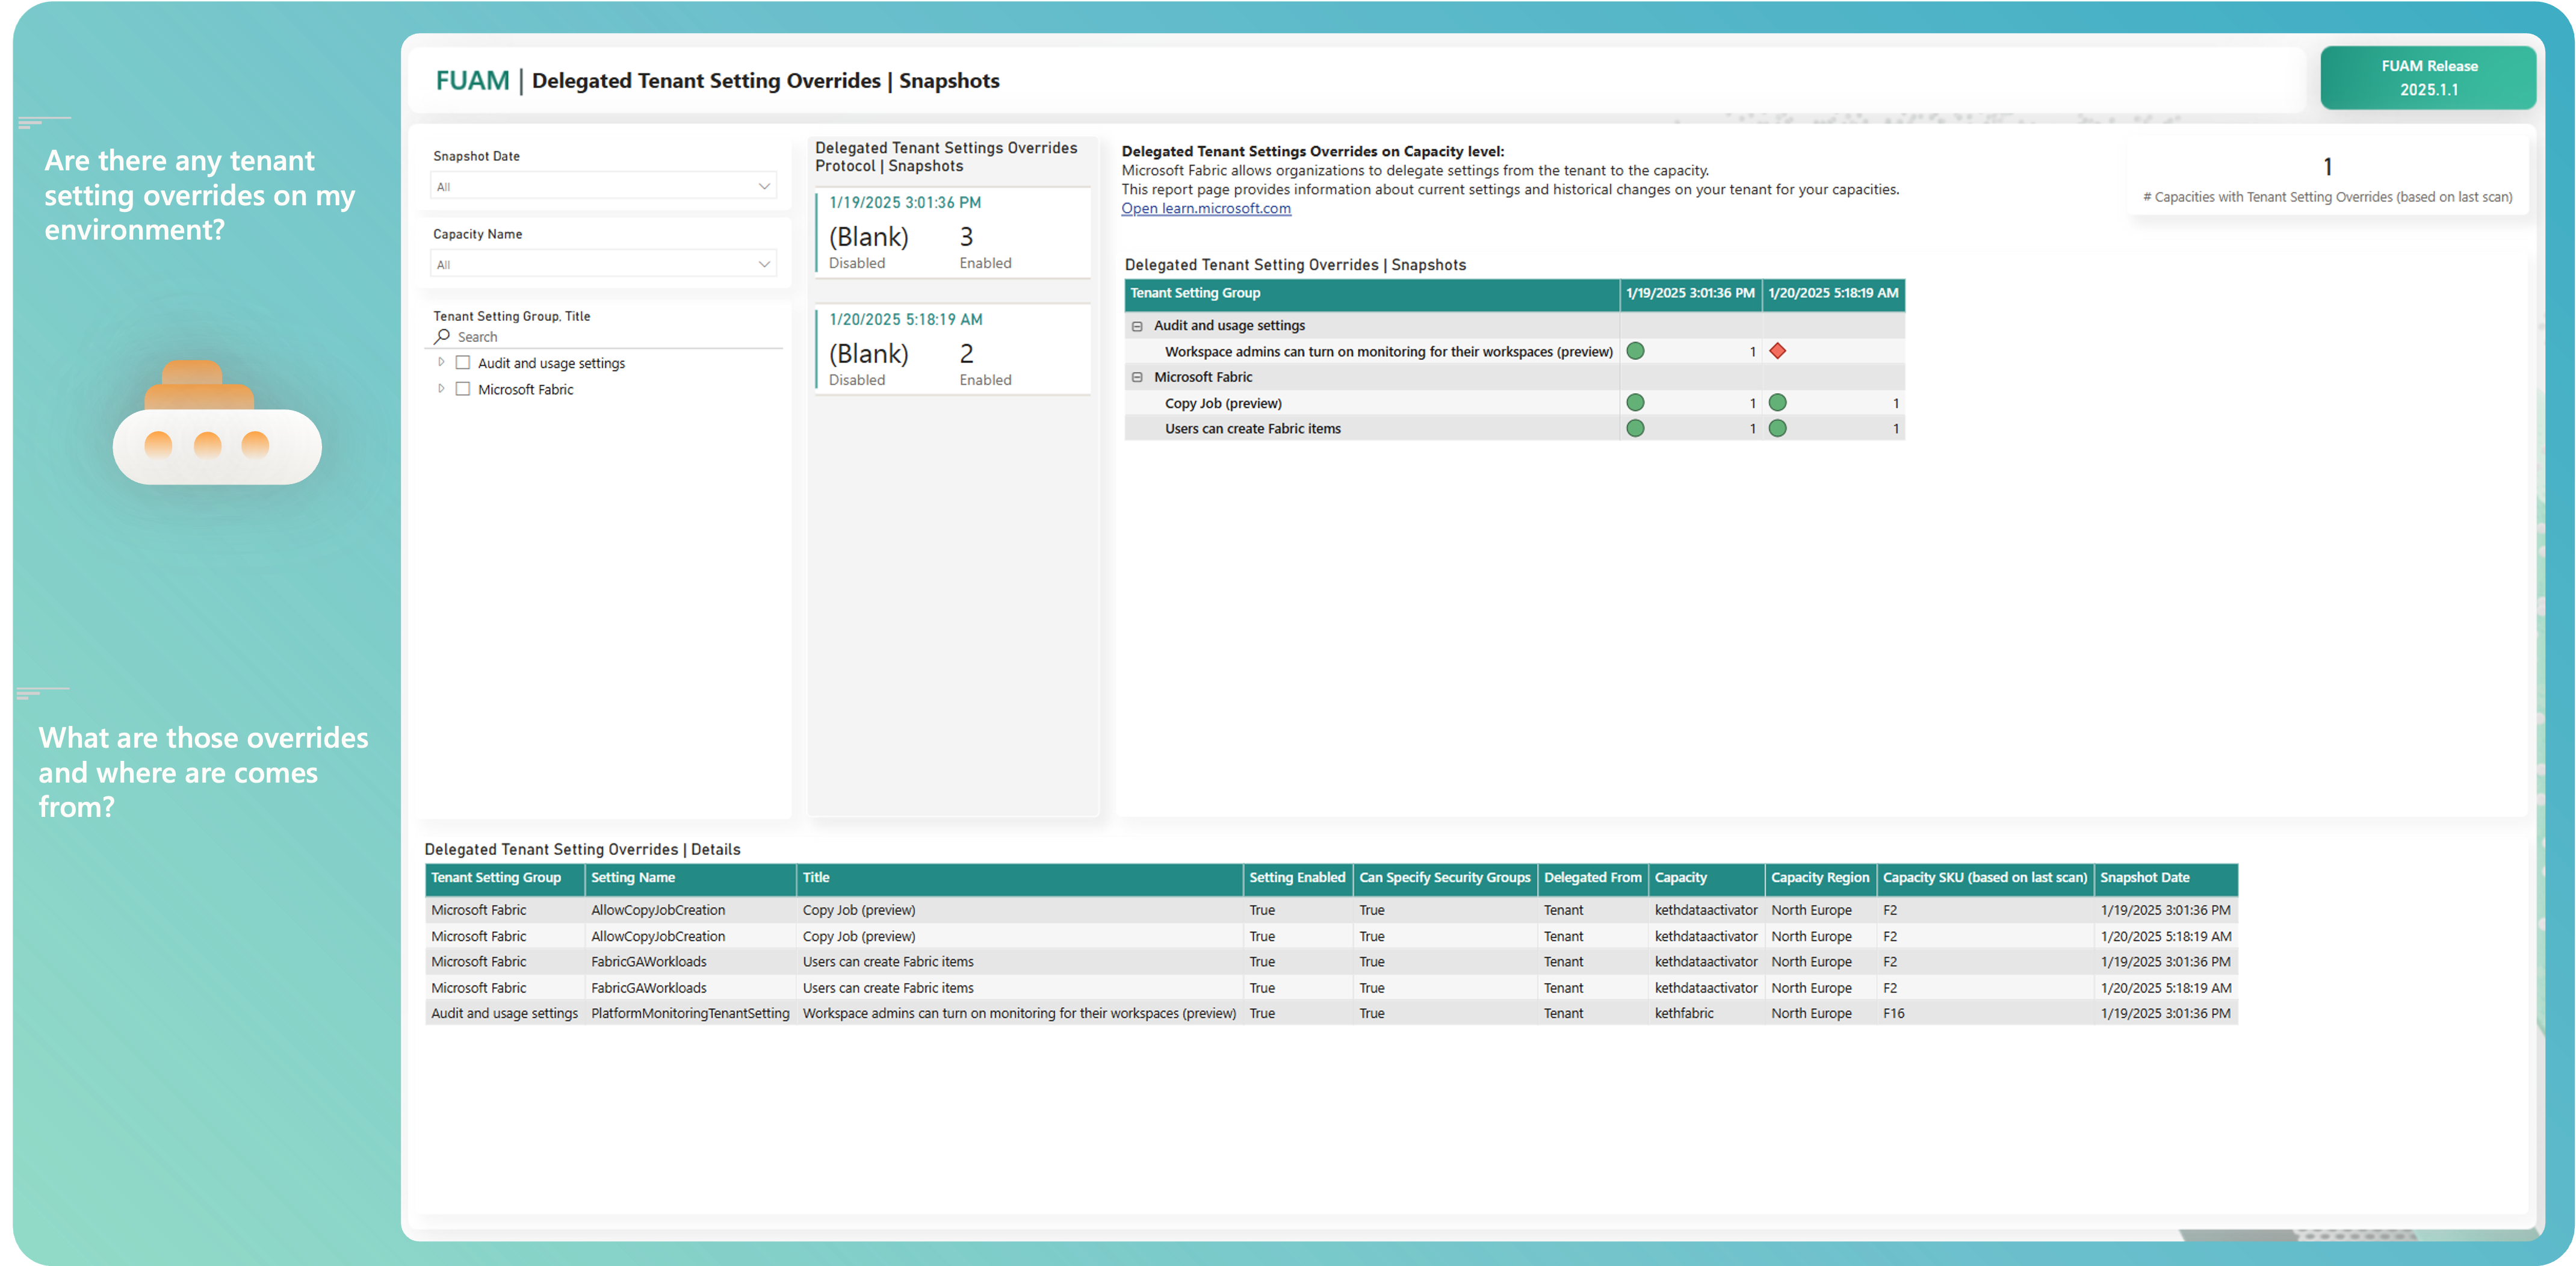 Are there any tenant
setting overrides on my
environment?
What are those overrides
and where are comes
from?
FUAM | Delegated Tenant Setting Overrides | Snapshots
FUAM Release
2025.1.1
Snapshot Date
All
Capacity Name
All
Tenant Setting Group, Title
Search
Audit and usage settings
Microsoft Fabric
Delegated Tenant Settings Overrides
Protocol | Snapshots
1/19/2025 3:01:36 PM
(Blank) 3
Disabled Enabled
1/20/2025 5:18:19 AM
(Blank) 2
Disabled Enabled
Delegated Tenant Settings Overrides on Capacity level:
Microsoft Fabric allows organizations to delegate settings from the tenant to the capacity.
This report page provides information about current settings and historical changes on your tenant for your capacities.
Open learn.microsoft.com
1
# Capacities with Tenant Setting Overrides (based on last scan)
Delegated Tenant Setting Overrides | Snapshots
Tenant Setting Group 1/19/2025 3:01:36 PM 1/20/2025 5:18:19 AM
Audit and usage settings
Workspace admins can turn on monitoring for their workspaces (preview) 1
Microsoft Fabric
Copy Job (preview) 1 1
Users can create Fabric items 1 1
Delegated Tenant Setting Overrides | Details
Tenant Setting Group Setting Name Title Setting Enabled Can Specify Security Groups Delegated From Capacity Capacity Region Capacity SKU (based on last scan) Snapshot Date
Microsoft Fabric AllowCopyJobCreation Copy Job (preview) True True Tenant kethdataactivator North Europe F2 1/19/2025 3:01:36 PM
Microsoft Fabric AllowCopyJobCreation Copy Job (preview) True True Tenant kethdataactivator North Europe F2 1/20/2025 5:18:19 AM
Microsoft Fabric FabricGAWorkloads Users can create Fabric items True True Tenant kethdataactivator North Europe F2 1/19/2025 3:01:36 PM
Microsoft Fabric FabricGAWorkloads Users can create Fabric items True True Tenant kethdataactivator North Europe F2 1/20/2025 5:18:19 AM
Audit and usage settings PlatformMonitoringTenantSetting Workspace admins can turn on monitoring for their workspaces (preview) True True Tenant kethfabric North Europe F16 1/19/2025 3:01:36 PM